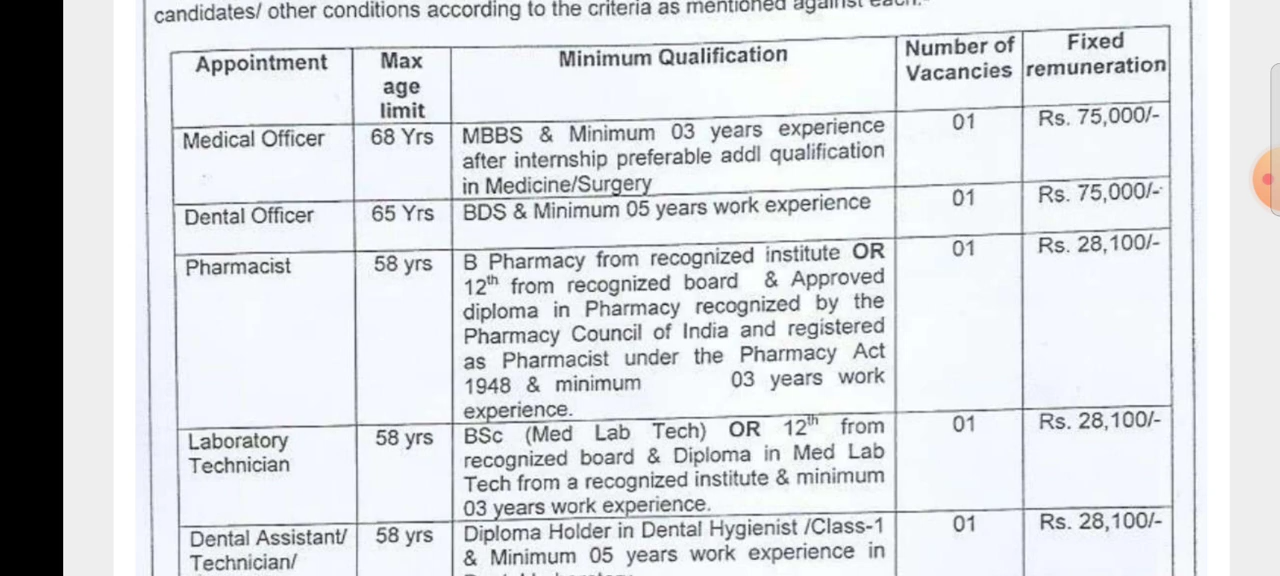 candidates/ other conditions according to the criteria as mentioned against each:-
Appointment
Max
age
limit
Minimum Qualification
Number of
Vacancies
Fixed
remuneration
Medical Officer
68 Yrs
MBBS & Minimum 03 years experience
after internship preferable addl qualification
in Medicine/Surgery
01
Rs. 75,000/-
Dental Officer
65 Yrs
BDS & Minimum 05 years work experience
01
Rs. 75,000/-
Pharmacist
58 yrs
B Pharmacy from recognized institute OR
12th from recognized board & Approved
diploma in Pharmacy recognized by the
Pharmacy Council of India and registered
as Pharmacist under the Pharmacy Act
1948 & minimum 03 years work
experience.
01
Rs. 28,100/-
Laboratory
Technician
58 yrs
BSc (Med Lab Tech) OR 12th from
recognized board & Diploma in Med Lab
Tech from a recognized institute & minimum
03 years work experience.
01
Rs. 28,100/-
Dental Assistant/
Technician/
58 yrs
Diploma Holder in Dental Hygienist /Class-1
& Minimum 05 years work experience in
01
Rs. 28,100/-